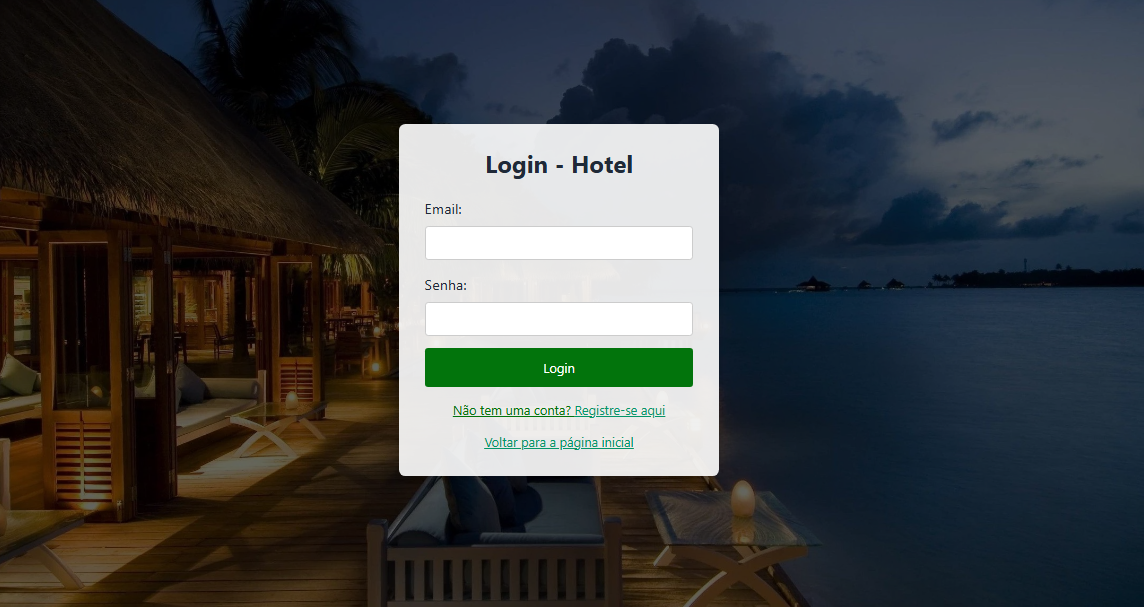 Login - Hotel
Email:
Senha:
Login
Não tem uma conta? Registre-se aqui
Voltar para a página inicial